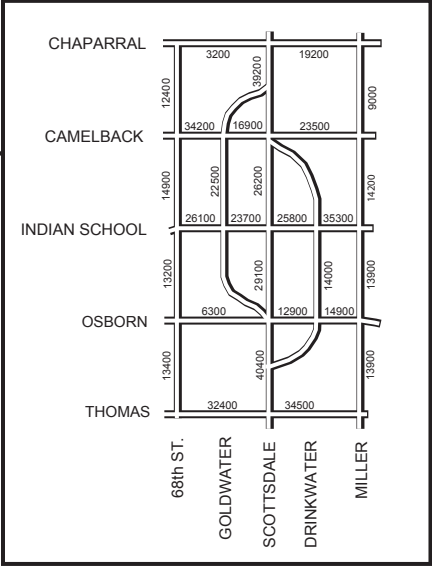 CHAPARRAL
3200 19200
12400 39200 9000
CAMELBACK
34200 16900 23500
14900 22500 26200 14200
INDIAN SCHOOL
26100 23700 25800 35300
13200 29100 14000 13900
OSBORN
6300 12900 14900
13400 40400 13900
THOMAS
32400 34500
68th ST.
GOLDWATER
SCOTTSDALE
DRINKWATER
MILLER